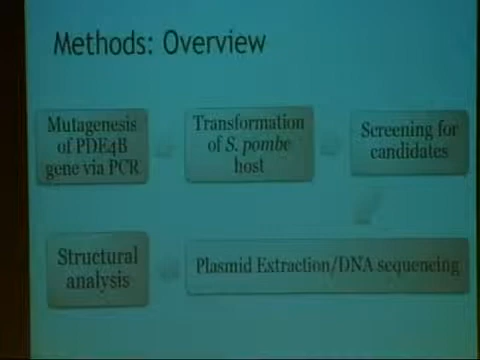 Methods: Overview
Mutagenesis
of PDE4B
gene via PCR
Transformation
of S. pombe
host
Screening for
candidates
Structural
analysis
Plasmid Extraction/DNA sequencing